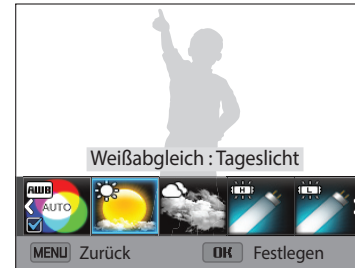 Weißabgleich : Tageslicht
AWB
AUTO
H
L
MENU Zurück OK Festlegen